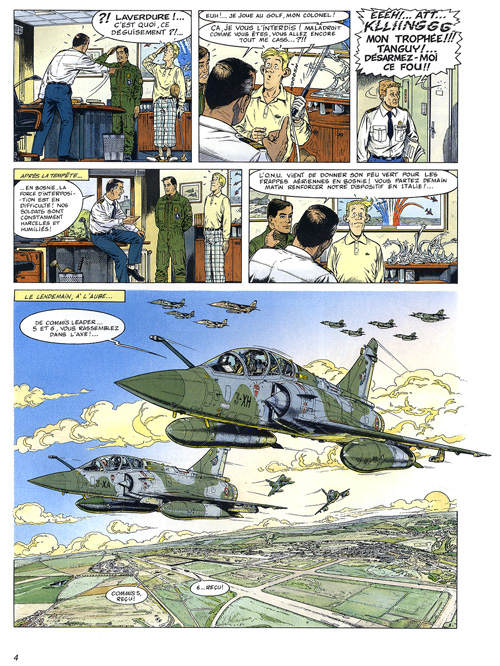 ?!
LAVERDURE !...
C'EST QUOI, CE
DÉGUISEMENT ?!...
EUH!... JE JOUE AU GOLF, MON COLONEL !
ÇA, JE VOUS L'INTERDIS ! MALADROIT
COMME VOUS ÊTES, VOUS ALLEZ ENCORE
TOUT ME CASS... ?!!
EEEH!... ATT...
KLLIINGGGG
MON TROPHÉE!!!
TANGUY!...
DÉSARMEZ-MOI
CE FOU!!
APRÈS LA TEMPÊTE...
...EN BOSNIE, LA
FORCE D'INTERPOSI-
TION EST EN
DIFFICULTÉ! NOS
SOLDATS SONT
CONSTAMMENT
HARCELÉS ET
HUMILIÉS!
L'O.N.U. VIENT DE DONNER SON FEU VERT POUR LES
FRAPPES AÉRIENNES EN BOSNIE! VOUS PARTEZ DEMAIN
MATIN RENFORCER NOTRE DISPOSITIF EN ITALIE!...
LE LENDEMAIN, À L'AUBE...
DE COMMIS LEADER...
5 ET 6, VOUS RASSEMBLEZ
DANS L'AXE!...
-XH
-XA
COMMIS 5,
REÇU!
6... REÇU!
4